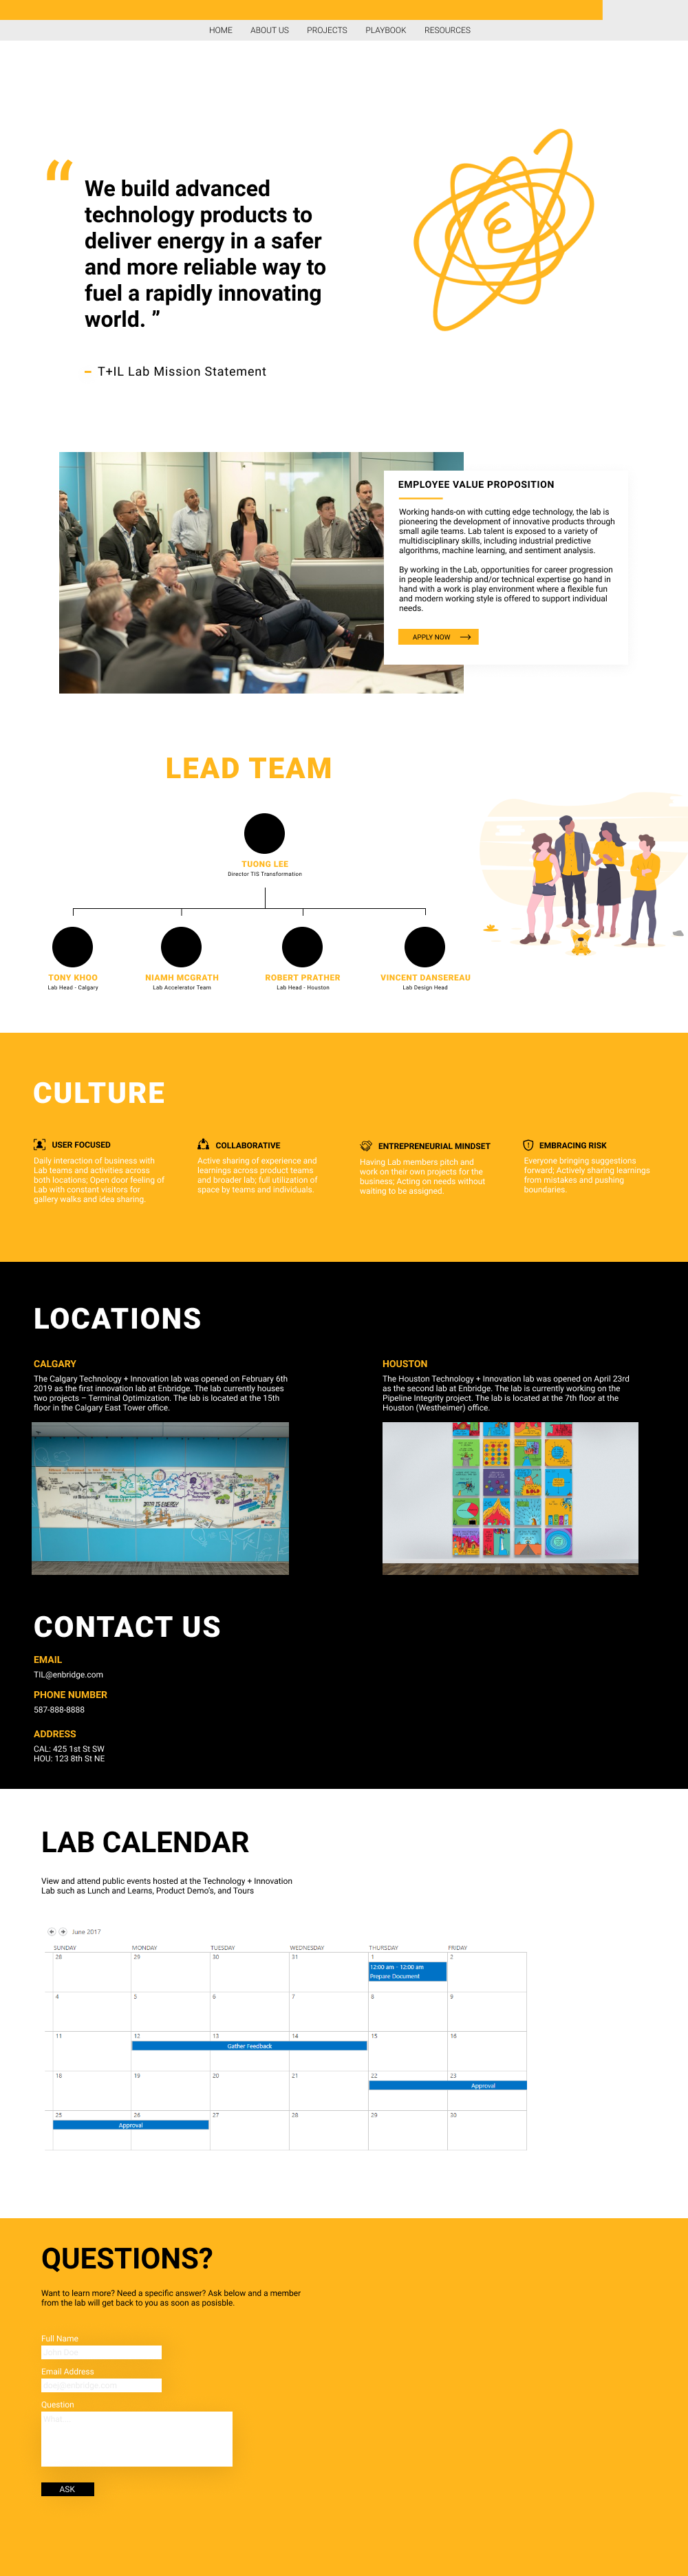 HOME ABOUT US PROJECTS PLAYBOOK RESOURCES
“
We build advanced
technology products to
deliver energy in a safer
and more reliable way to
fuel a rapidly innovating
world. ”
– T+IL Lab Mission Statement
EMPLOYEE VALUE PROPOSITION
Working hands-on with cutting edge technology, the lab is
pioneering the development of innovative products through
small agile teams. Lab talent is exposed to a variety of
multidisciplinary skills, including industrial predictive
algorithms, machine learning, and sentiment analysis.
By working in the Lab, opportunities for career progression
in people leadership and/or technical expertise go hand in
hand with a work is play environment where a flexible fun
and modern working style is offered to support individual
needs.
APPLY NOW
LEAD TEAM
TUONG LEE
Director TIS Transformation
TONY KHOO
Lab Head - Calgary
NIAMH MCGRATH
Lab Accelerator Team
ROBERT PRATHER
Lab Head - Houston
VINCENT DANSEREAU
Lab Design Head
CULTURE
USER FOCUSED
Daily interaction of business with
Lab teams and activities across
both locations; Open door feeling of
Lab with constant visitors for
gallery walks and idea sharing.
COLLABORATIVE
Active sharing of experience and
learnings across product teams
and broader lab; full utilization of
space by teams and individuals.
ENTREPRENEURIAL MINDSET
Having Lab members pitch and
work on their own projects for the
business; Acting on needs without
waiting to be assigned.
EMBRACING RISK
Everyone bringing suggestions
forward; Actively sharing learnings
from mistakes and pushing
boundaries.
LOCATIONS
CALGARY
The Calgary Technology + Innovation lab was opened on February 6th
2019 as the first innovation lab at Enbridge. The lab currently houses
two projects – Terminal Optimization. The lab is located at the 15th
floor in the Calgary East Tower office.
HOUSTON
The Houston Technology + Innovation lab was opened on April 23rd
as the second lab at Enbridge. The lab is currently working on the
Pipeline Integrity project. The lab is located at the 7th floor at the
Houston (Westheimer) office.
DATA IS ENERGY
CONTACT US
EMAIL
TIL@enbridge.com
PHONE NUMBER
587-888-8888
ADDRESS
CAL: 425 1st St SW
HOU: 123 8th St NE
LAB CALENDAR
View and attend public events hosted at the Technology + Innovation
Lab such as Lunch and Learns, Product Demo's, and Tours
June 2017
SUNDAY MONDAY TUESDAY WEDNESDAY THURSDAY FRIDAY
28 29 30 31 1 2
12:00 am - 12:00 am
Prepare Document
4 5 6 7 8 9
11 12 13 14 15 16
Gather Feedback
18 19 20 21 22 23
Approval
25 26 27 28 29 30
Approval
QUESTIONS?
Want to learn more? Need a specific answer? Ask below and a member
from the lab will get back to you as soon as posisble.
Full Name
Email Address
Question
ASK